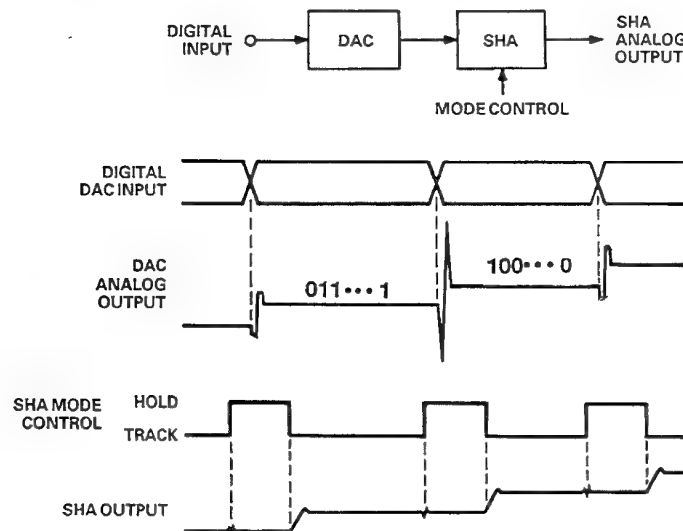 DIGITAL
INPUT
DAC
SHA
SHA
ANALOG
OUTPUT
MODE CONTROL
DIGITAL
DAC INPUT
DAC
ANALOG
OUTPUT
011••• 1
100••• 0
SHA MODE
CONTROL
HOLD
TRACK
SHA OUTPUT